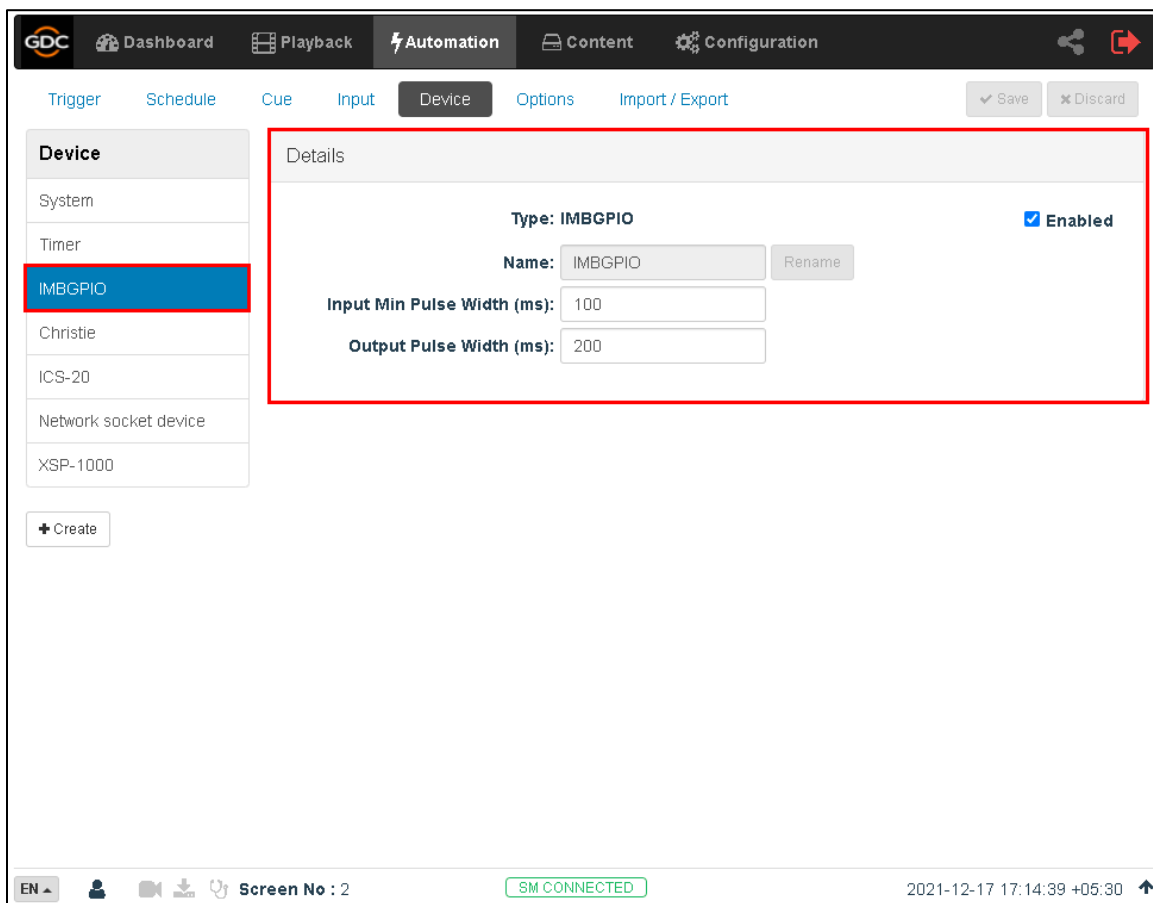 GDC Dashboard Playback Automation Content Configuration
Trigger Schedule Cue Input Device Options Import / Export Save Discard
Device
System
Timer
IMBGPIO
Christie
ICS-20
Network socket device
XSP-1000
Create
Details
Type: IMBGPIO Enabled
Name: IMBGPIO Rename
Input Min Pulse Width (ms): 100
Output Pulse Width (ms): 200
EN Screen No : 2 SM CONNECTED 2021-12-17 17:14:39 +05:30